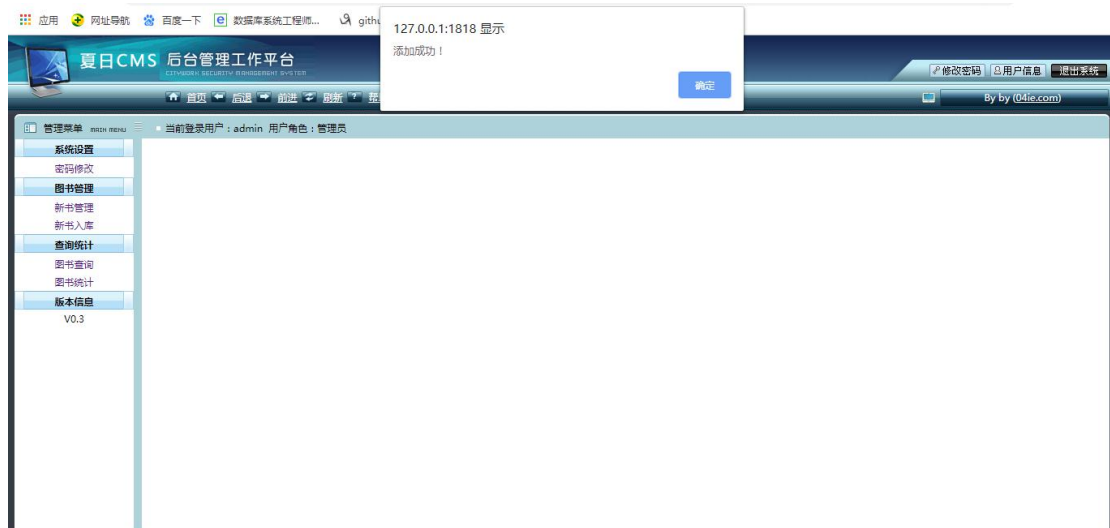 应用 网址导航 百度一下 数据库系统工程师... githu
127.0.0.1:1818 显示
添加成功！
确定
夏日CMS 后台管理工作平台
修改密码 用户信息 退出系统
首页 后退 前进 刷新 帮
By by (04ie.com)
管理菜单 MAIN MENU
当前登录用户：admin 用户角色：管理员
系统设置
密码修改
图书管理
新书管理
新书入库
查询统计
图书查询
图书统计
版本信息
V0.3